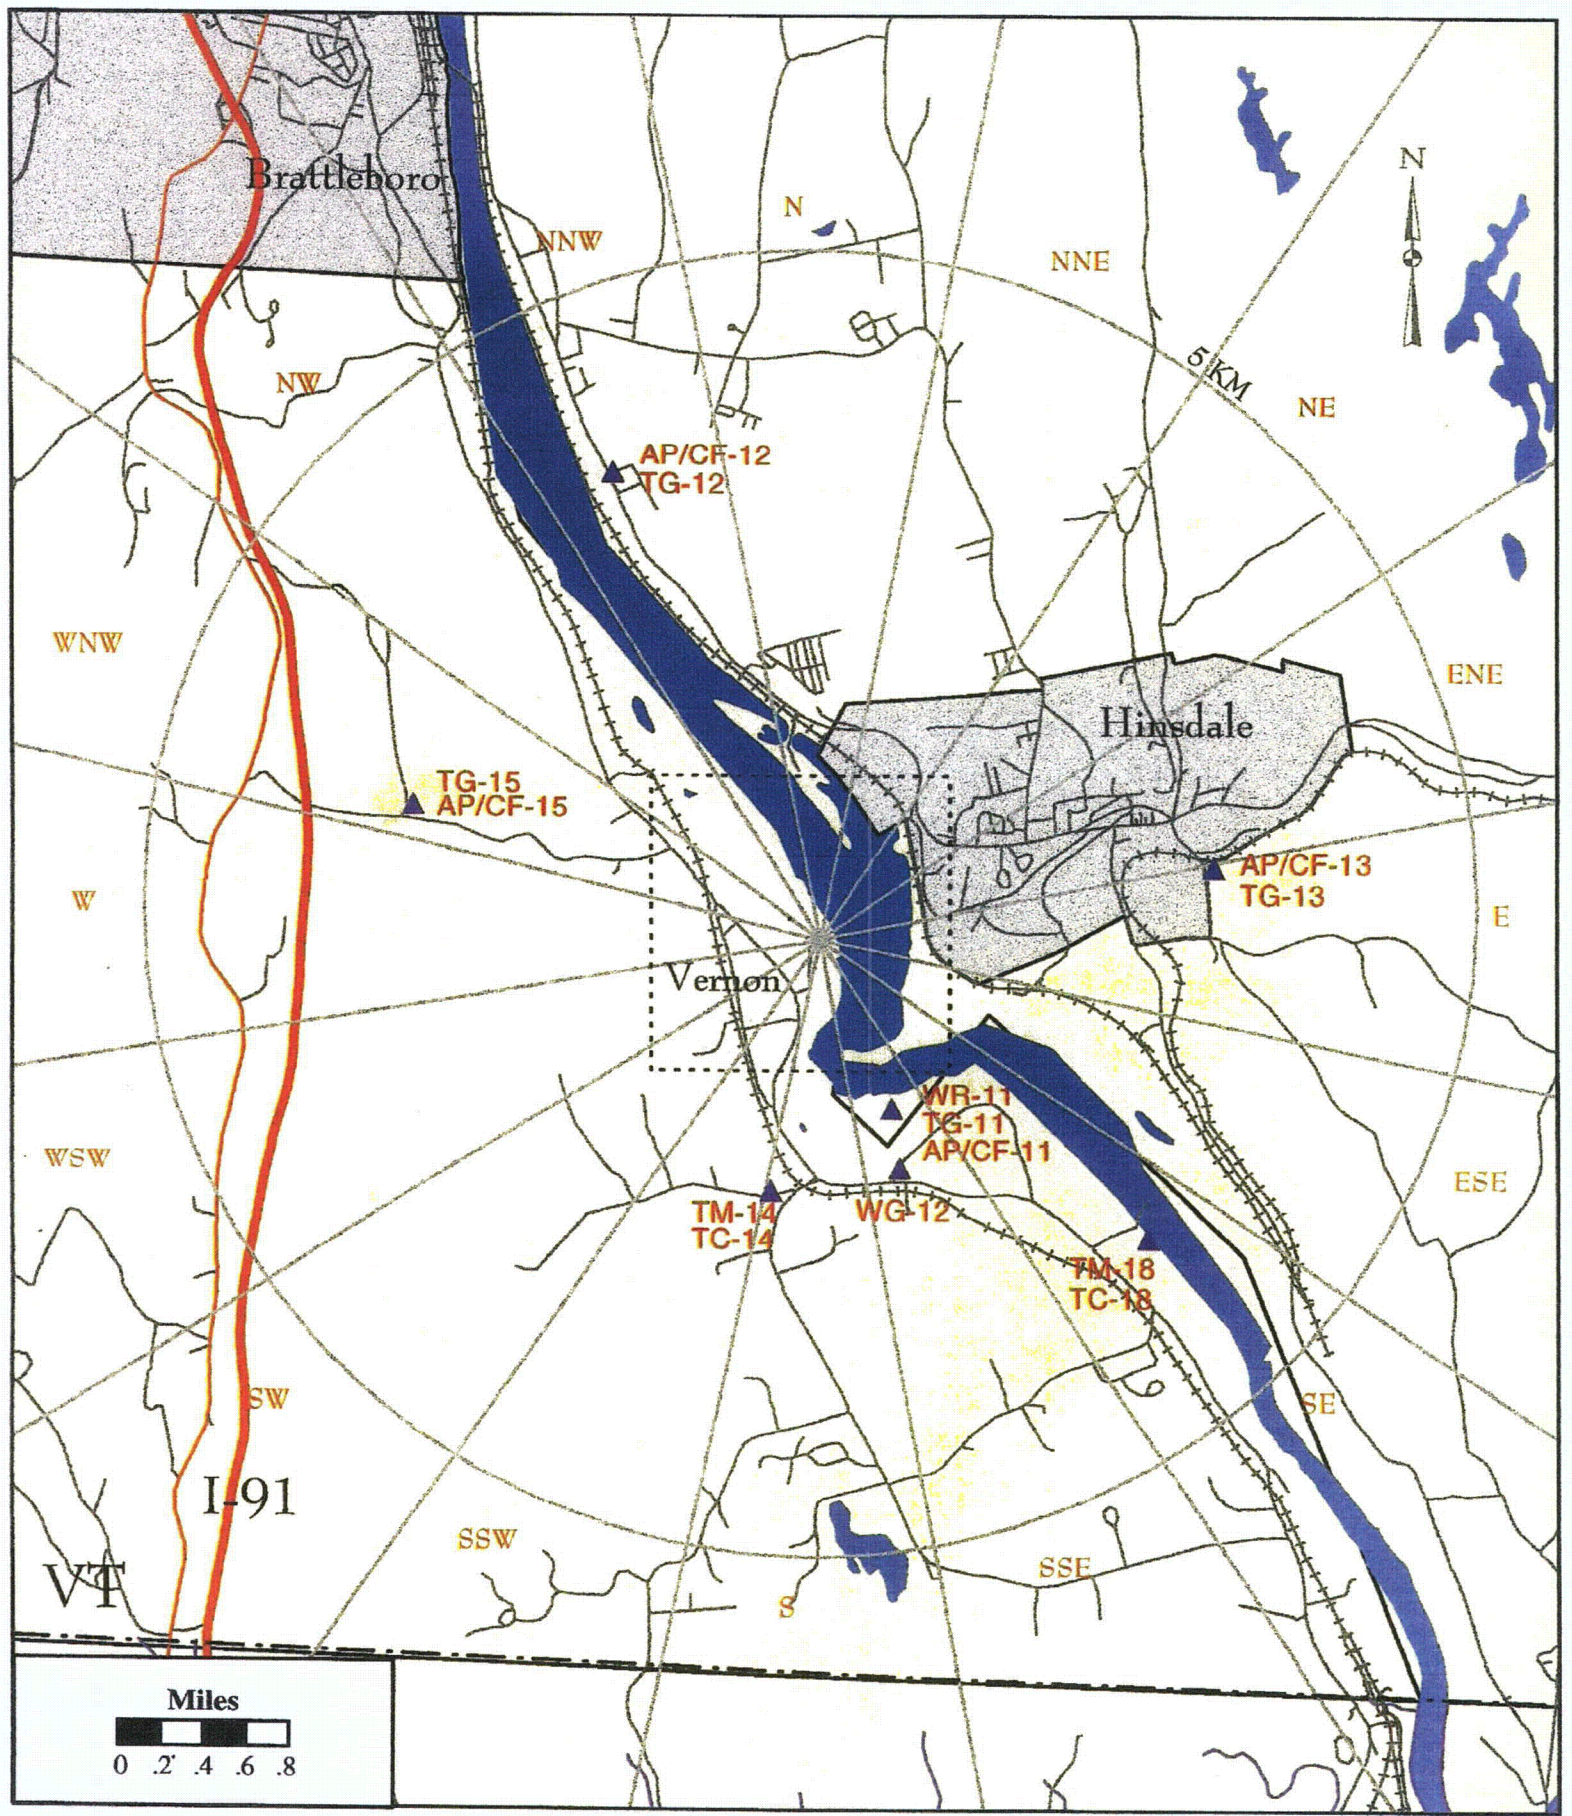 Brattleboro
N
N
NNW
NNE
5 KM
NW
NE
AP/CF-12
TG-12
WNW
ENE
Hinsdale
TG-15
AP/CF-15
AP/CF-13
TG-13
W
E
Vernon
WR-11
TG-11
AP/CF-11
WSW
ESE
TM-14
TC-14
WG-12
TM-18
TC-18
SW
SE
I-91
SSW
SSE
VT
S
Miles
0 .2 .4 .6 .8